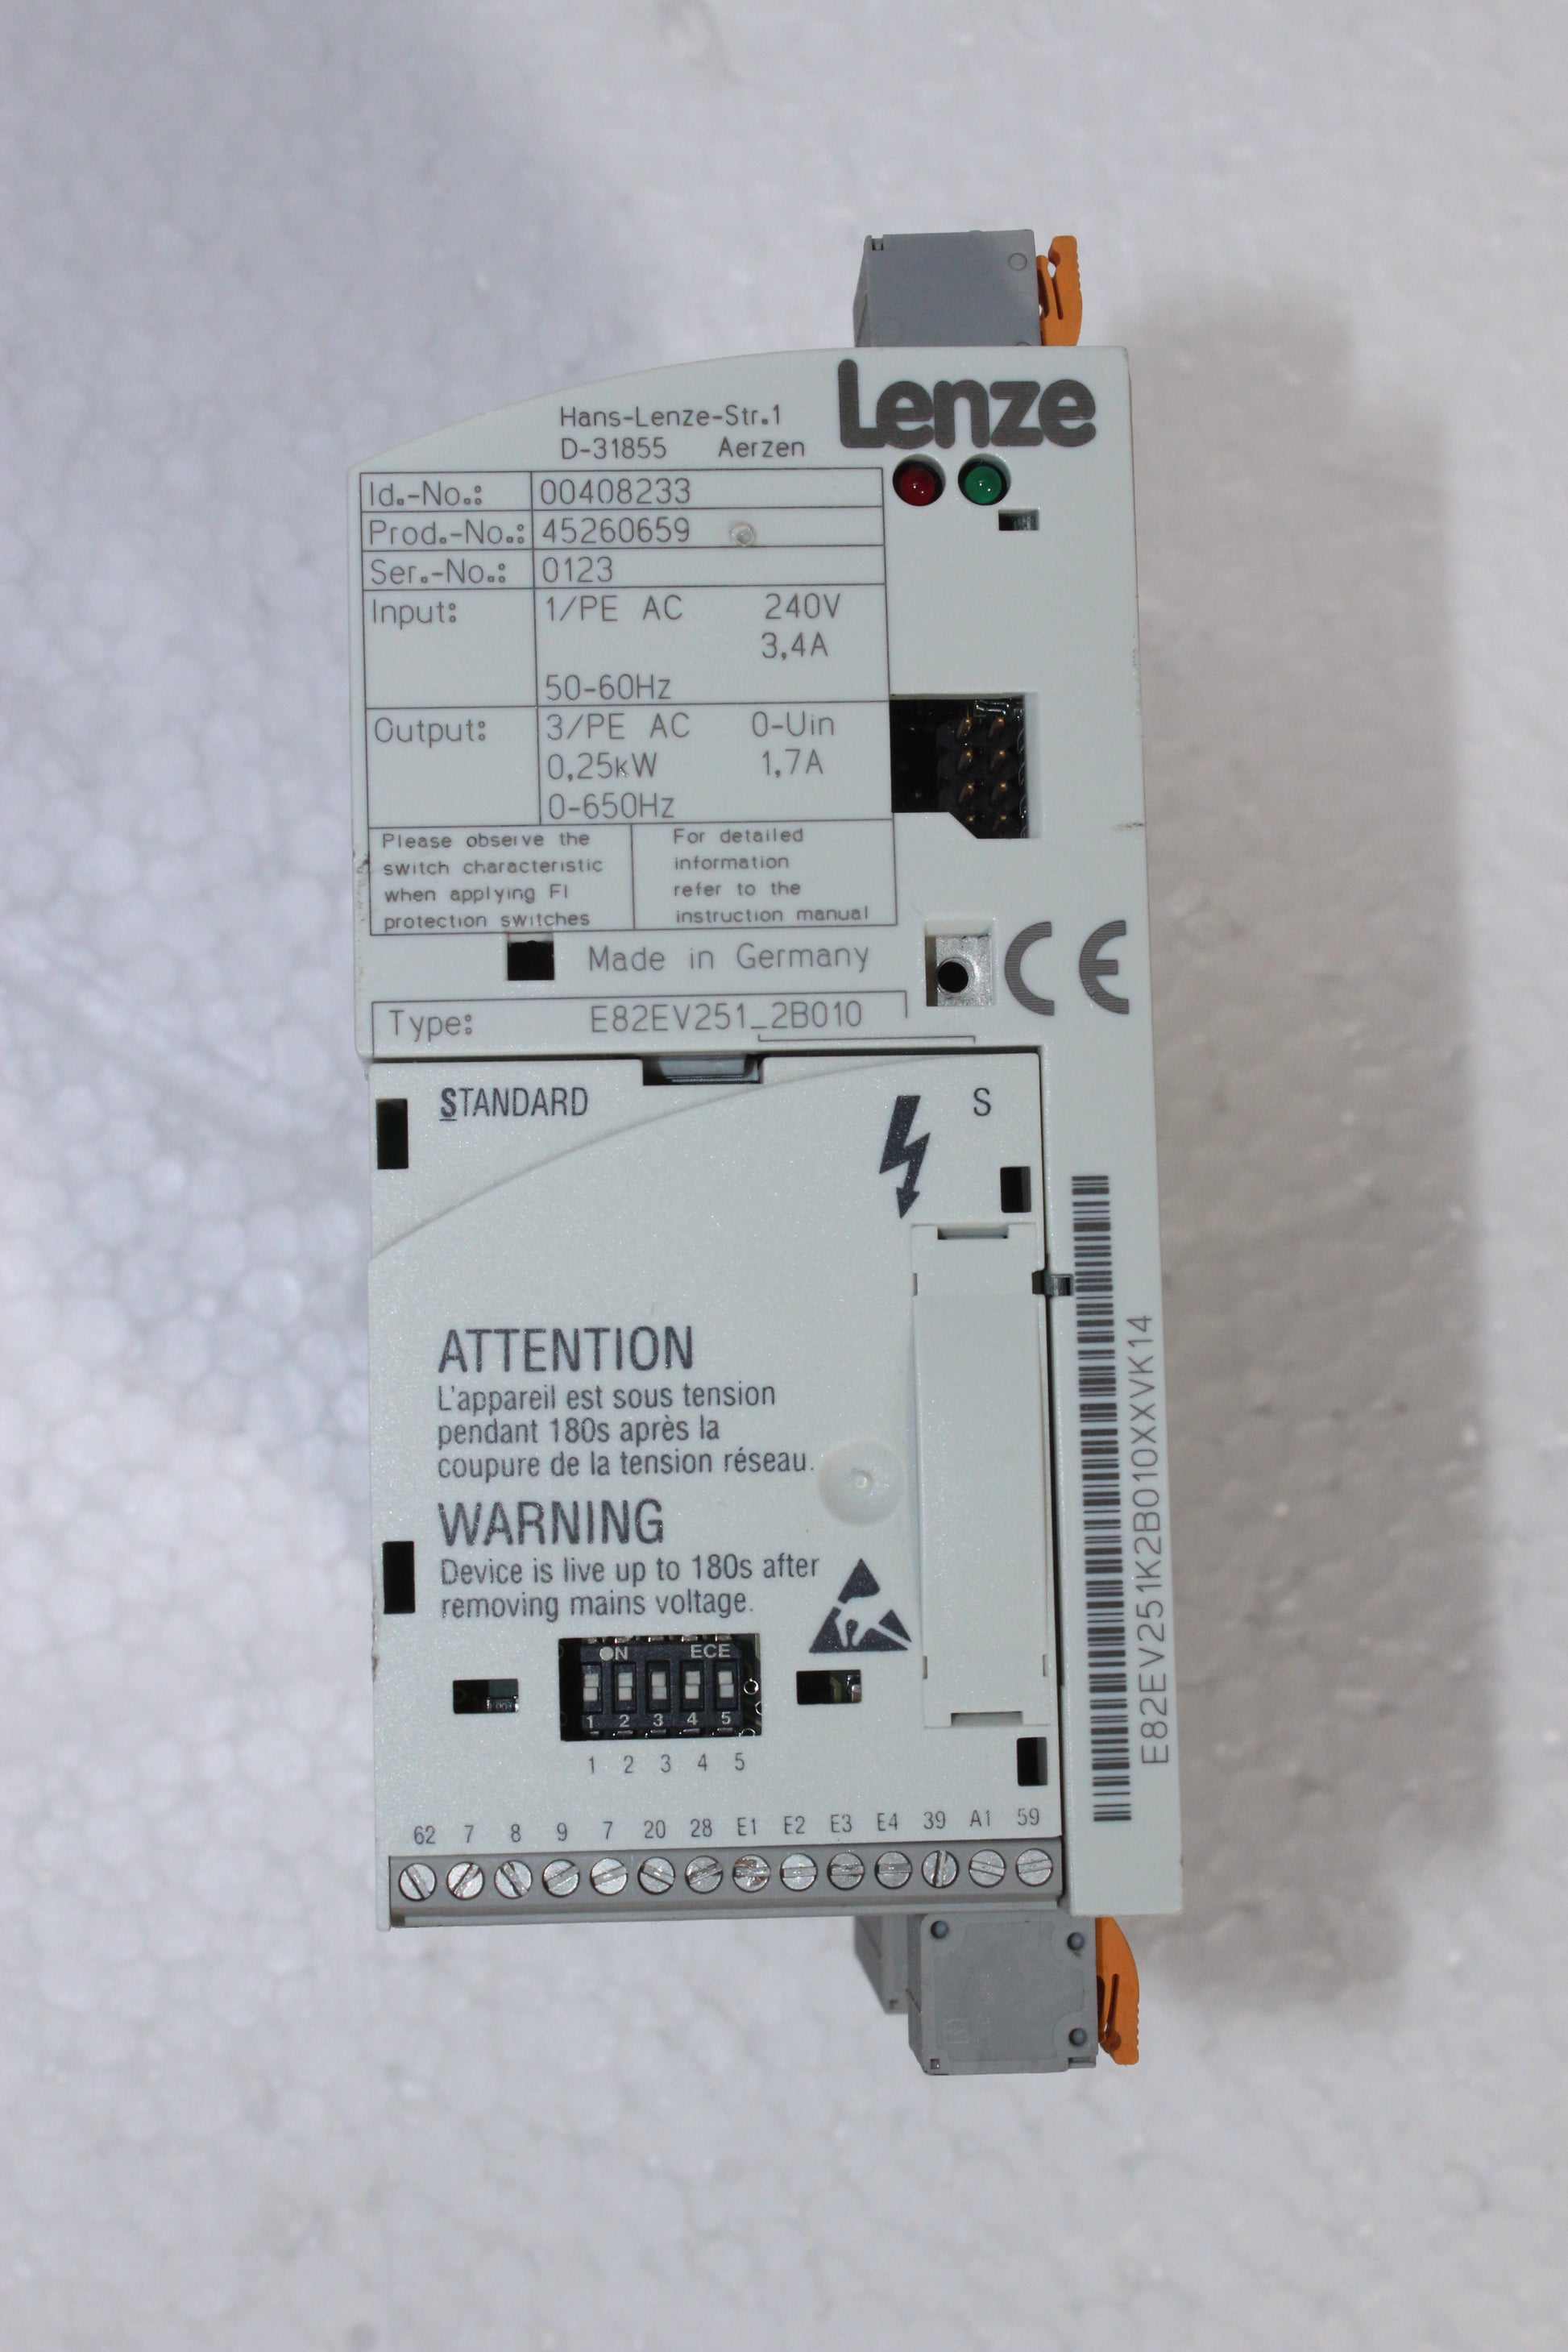 Lenze
Hans-Lenze-Str.1
D-31855 Aerzen
Id.-No.: 00408233
Prod.-No.: 45260659
Ser.-No.: 0123
Input: 1/PE AC 240V
3,4A
50-60Hz
Output: 3/PE AC 0-Uin
0,25kW 1,7A
0-650Hz
Please observe the
switch characteristic
when applying FI
protection switches
For detailed
information
refer to the
instruction manual
Made in Germany
CE
Type: E82EV251_2B010
STANDARD S
ATTENTION
L'appareil est sous tension
pendant 180s après la
coupure de la tension réseau.
WARNING
Device is live up to 180s after
removing mains voltage.
ON ECE
1 2 3 4 5
1 2 3 4 5
62 7 8 9 7 20 28 E1 E2 E3 E4 39 A1 59
E82EV251K2B010XXVK14